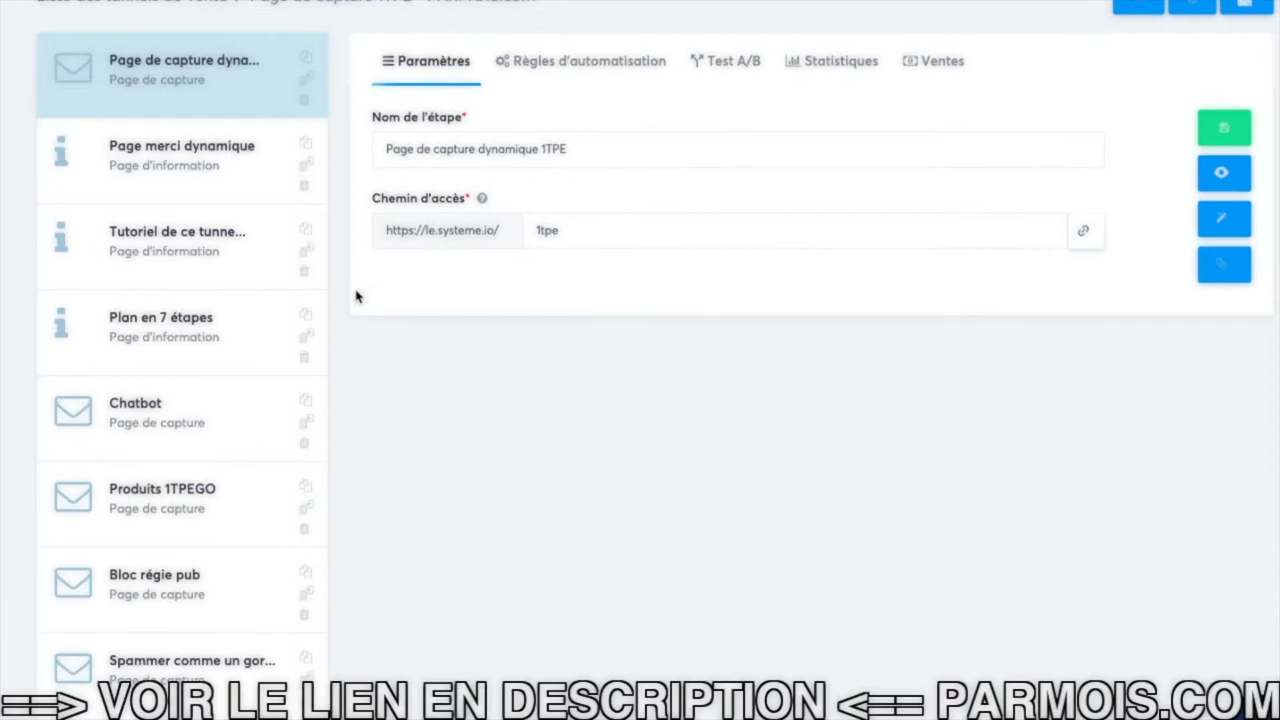 Page de capture dyna...
Page de capture
Page merci dynamique
Page d'information
Tutoriel de ce tunne...
Page d'information
Plan en 7 étapes
Page d'information
Chatbot
Page de capture
Produits 1TPEGO
Page de capture
Bloc régie pub
Page de capture
Spammer comme un gor...
Page de capture
Paramètres Règles d'automatisation Test A/B Statistiques Ventes
Nom de l'étape*
Page de capture dynamique 1TPE
Chemin d'accès*
https://le.systeme.io/ 1tpe
==> VOIR LE LIEN EN DESCRIPTION <== PARMOIS.COM